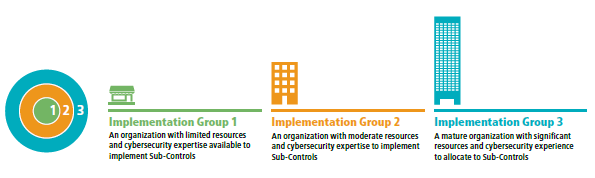 1 2 3
Implementation Group 1
An organization with limited resources
and cybersecurity expertise available to
implement Sub-Controls
Implementation Group 2
An organization with moderate resources
and cybersecurity expertise to implement
Sub-Controls
Implementation Group 3
A mature organization with significant
resources and cybersecurity experience
to allocate to Sub-Controls